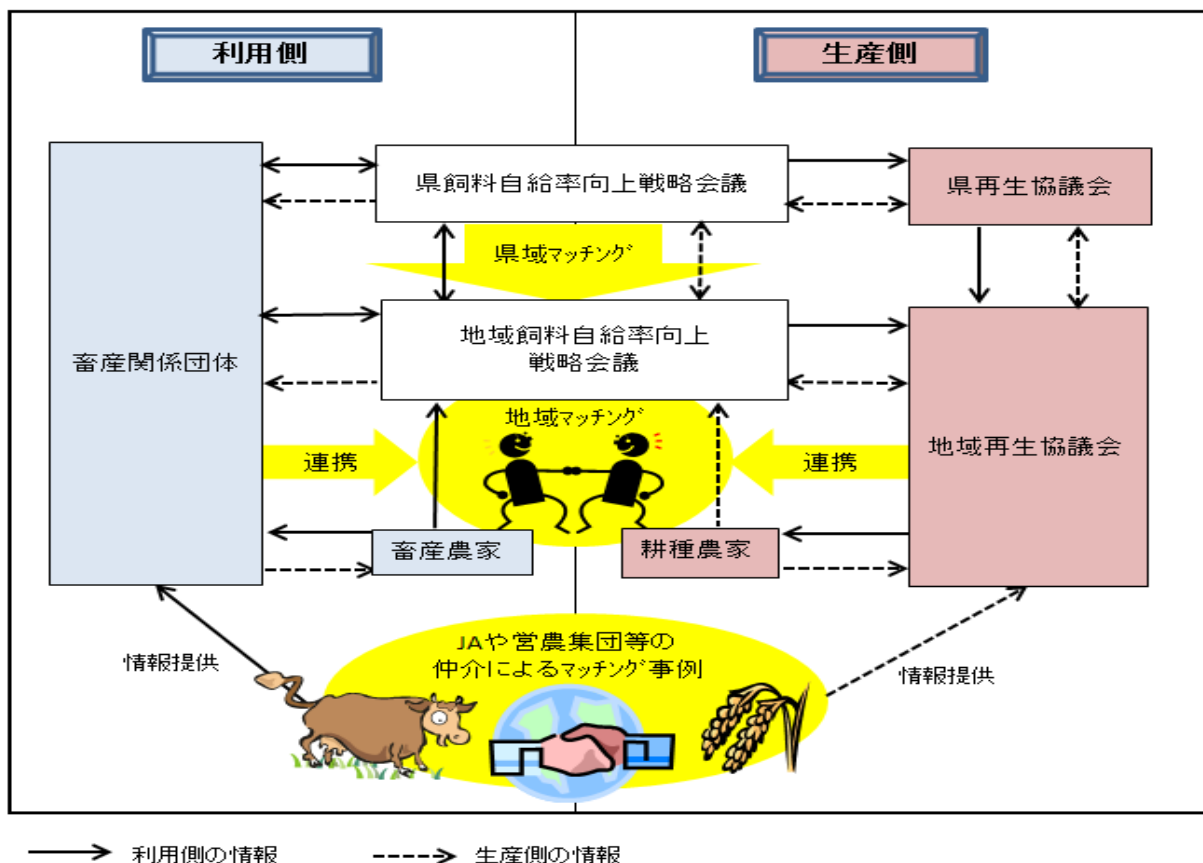 利用側
生産側
県飼料自給率向上戦略会議
県再生協議会
県域ﾏｯﾁﾝｸﾞ
地域飼料自給率向上
戦略会議
畜産関係団体
地域ﾏｯﾁﾝｸﾞ
地域再生協議会
連携
連携
畜産農家
耕種農家
JAや営農集団等の
仲介によるﾏｯﾁﾝｸﾞ事例
情報提供
情報提供
利用側の情報
生産側の情報